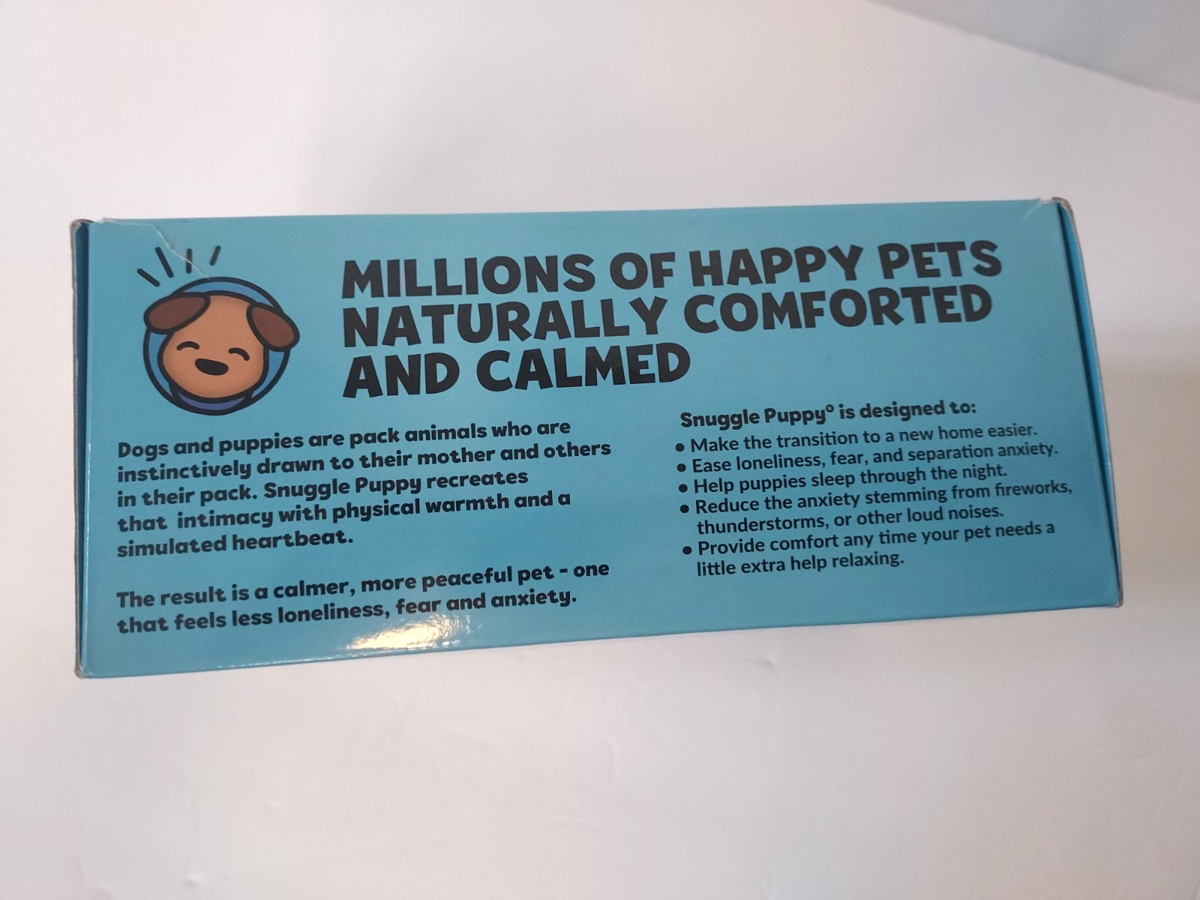 MILLIONS OF HAPPY PETS
NATURALLY COMFORTED
AND CALMED
Dogs and puppies are pack animals who are
instinctively drawn to their mother and others
in their pack. Snuggle Puppy recreates
that intimacy with physical warmth and a
simulated heartbeat.
The result is a calmer, more peaceful pet - one
that feels less loneliness, fear and anxiety.
Snuggle Puppy® is designed to:
• Make the transition to a new home easier.
• Ease loneliness, fear, and separation anxiety.
• Help puppies sleep through the night.
• Reduce the anxiety stemming from fireworks,
thunderstorms, or other loud noises.
• Provide comfort any time your pet needs a
little extra help relaxing.